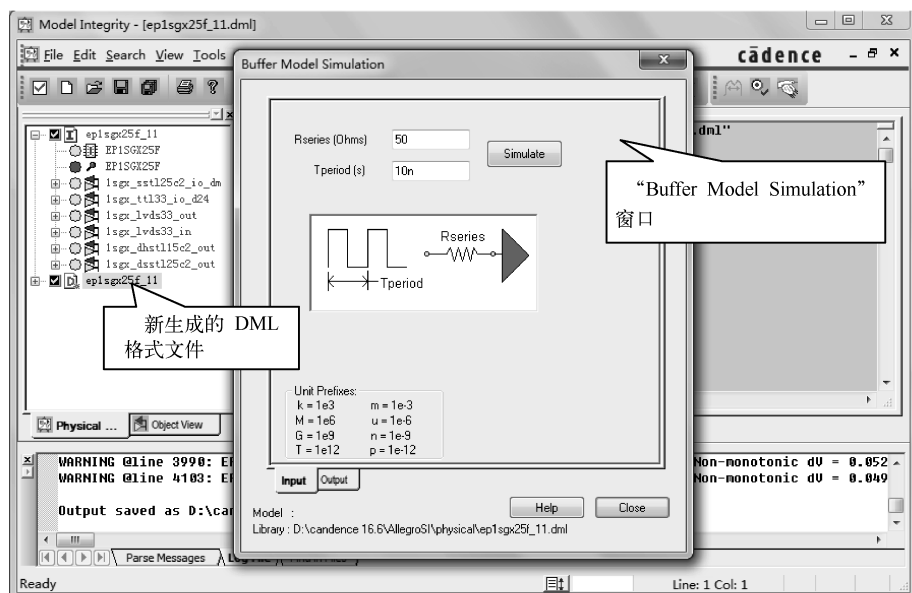 Model Integrity - [ep1sgx25f_11.dml]
File Edit Search View Tools
cādence
Buffer Model Simulation
Rseries (Ohms) 50
Simulate
Tperiod (s) 10n
Rseries
Tperiod
Unit Prefixes:
k = 1e3 m = 1e-3
M = 1e6 u = 1e-6
G = 1e9 n = 1e-9
T = 1e12 p = 1e-12
Input Output
Help Close
Model :
Library : D:\candence 16.6\AllegroSI\physical\ep1sgx25f_11.dml
ep1sgx25f_11
EP1SGX25F
EP1SGX25F
1sgx_sstl25c2_io_dm
1sgx_ttl33_io_d24
1sgx_lvds33_out
1sgx_lvds33_in
1sgx_dhstl15c2_out
1sgx_dsstl25c2_out
ep1sgx25f_11
新生成的 DML
格式文件
.dml"
“Buffer Model Simulation”
窗口
Physical ... Object View
WARNING @line 3990: Non-monotonic dV = 0.052
WARNING @line 4103: Non-monotonic dV = 0.049
Output saved as D:\ca
Parse Messages
Ready
Line: 1 Col: 1